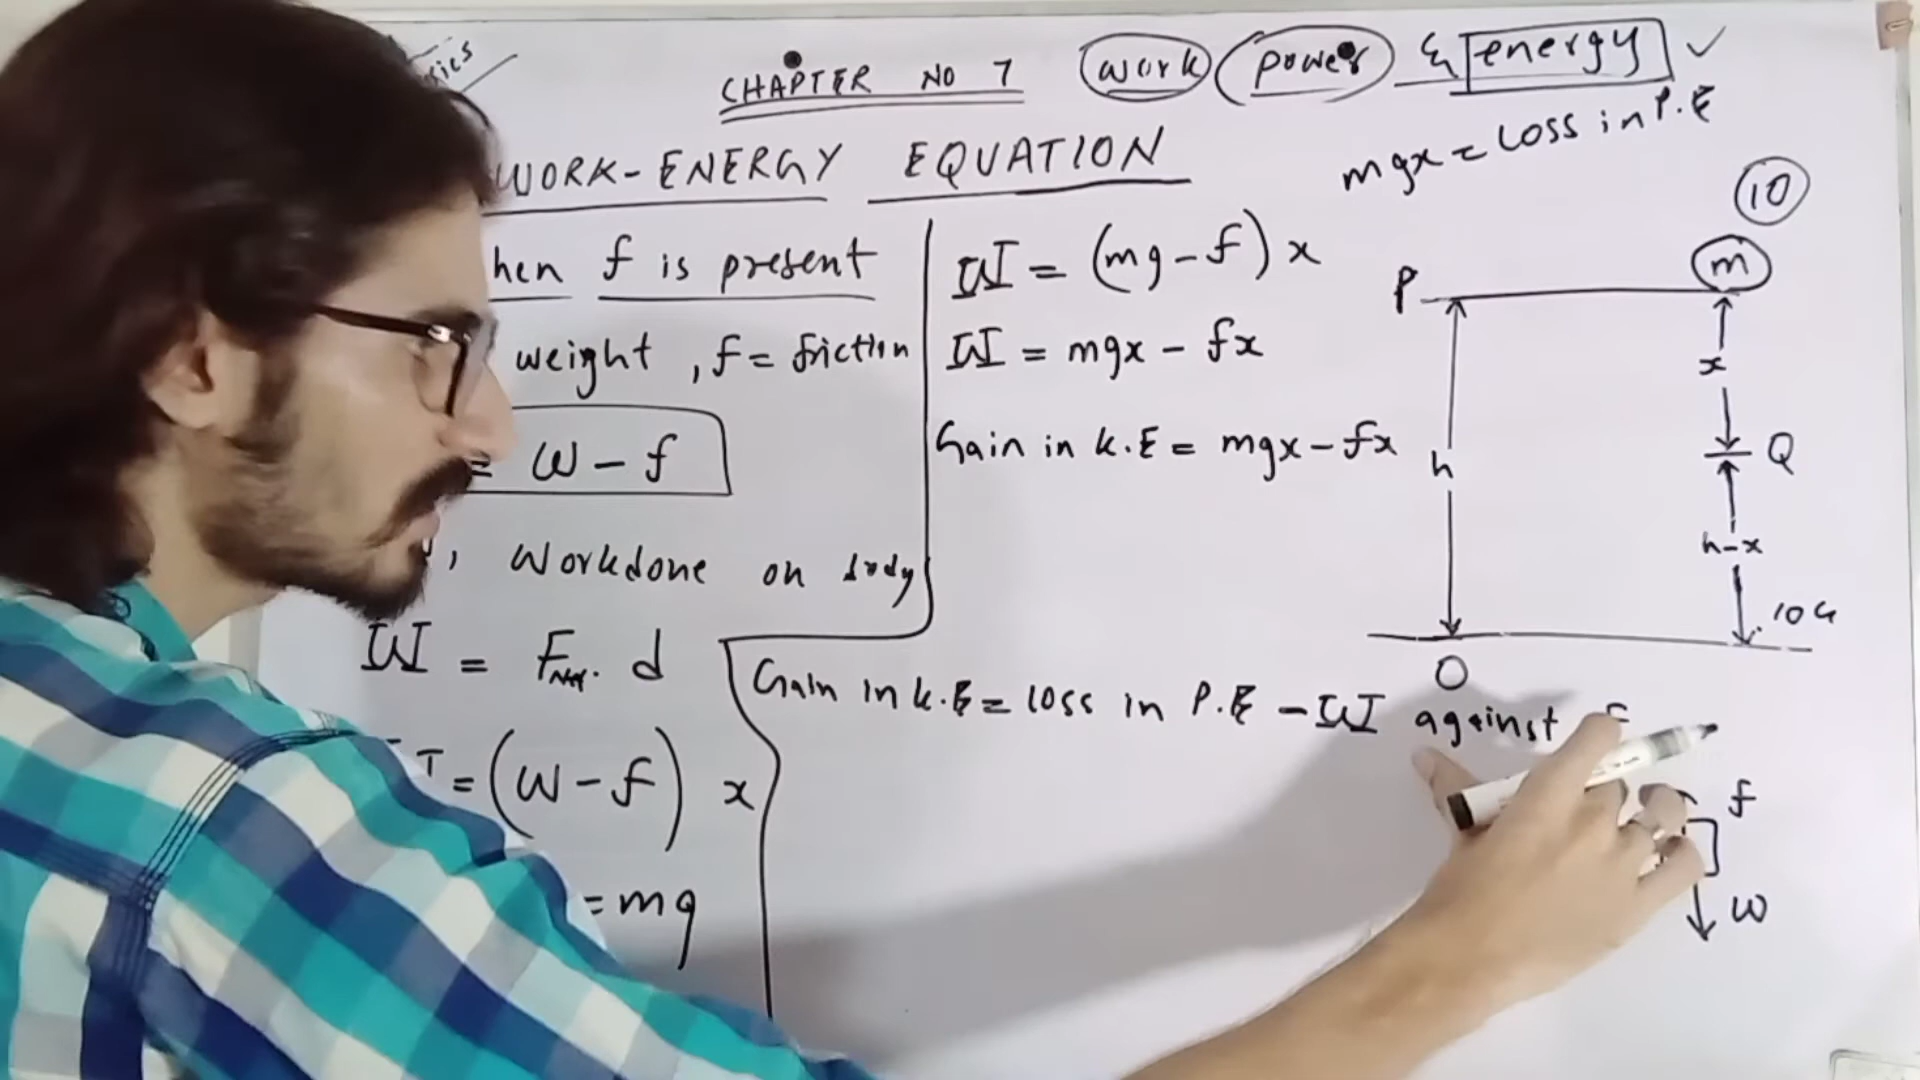 CHAPTER NO 7 work power & energy ✓
WORK-ENERGY EQUATION
hen f is present
weight, f = friction
= W - f
, Workdone on body
W = FNet. d
= (W - f) x
= mg
W = (mg - f) x
W = mgx - fx
Gain in K.E = mgx - fx
Gain in K.E = loss in P.E - W against f
mgx = loss in P.E
10
m
P
x
Q
h
h-x
O
f
W